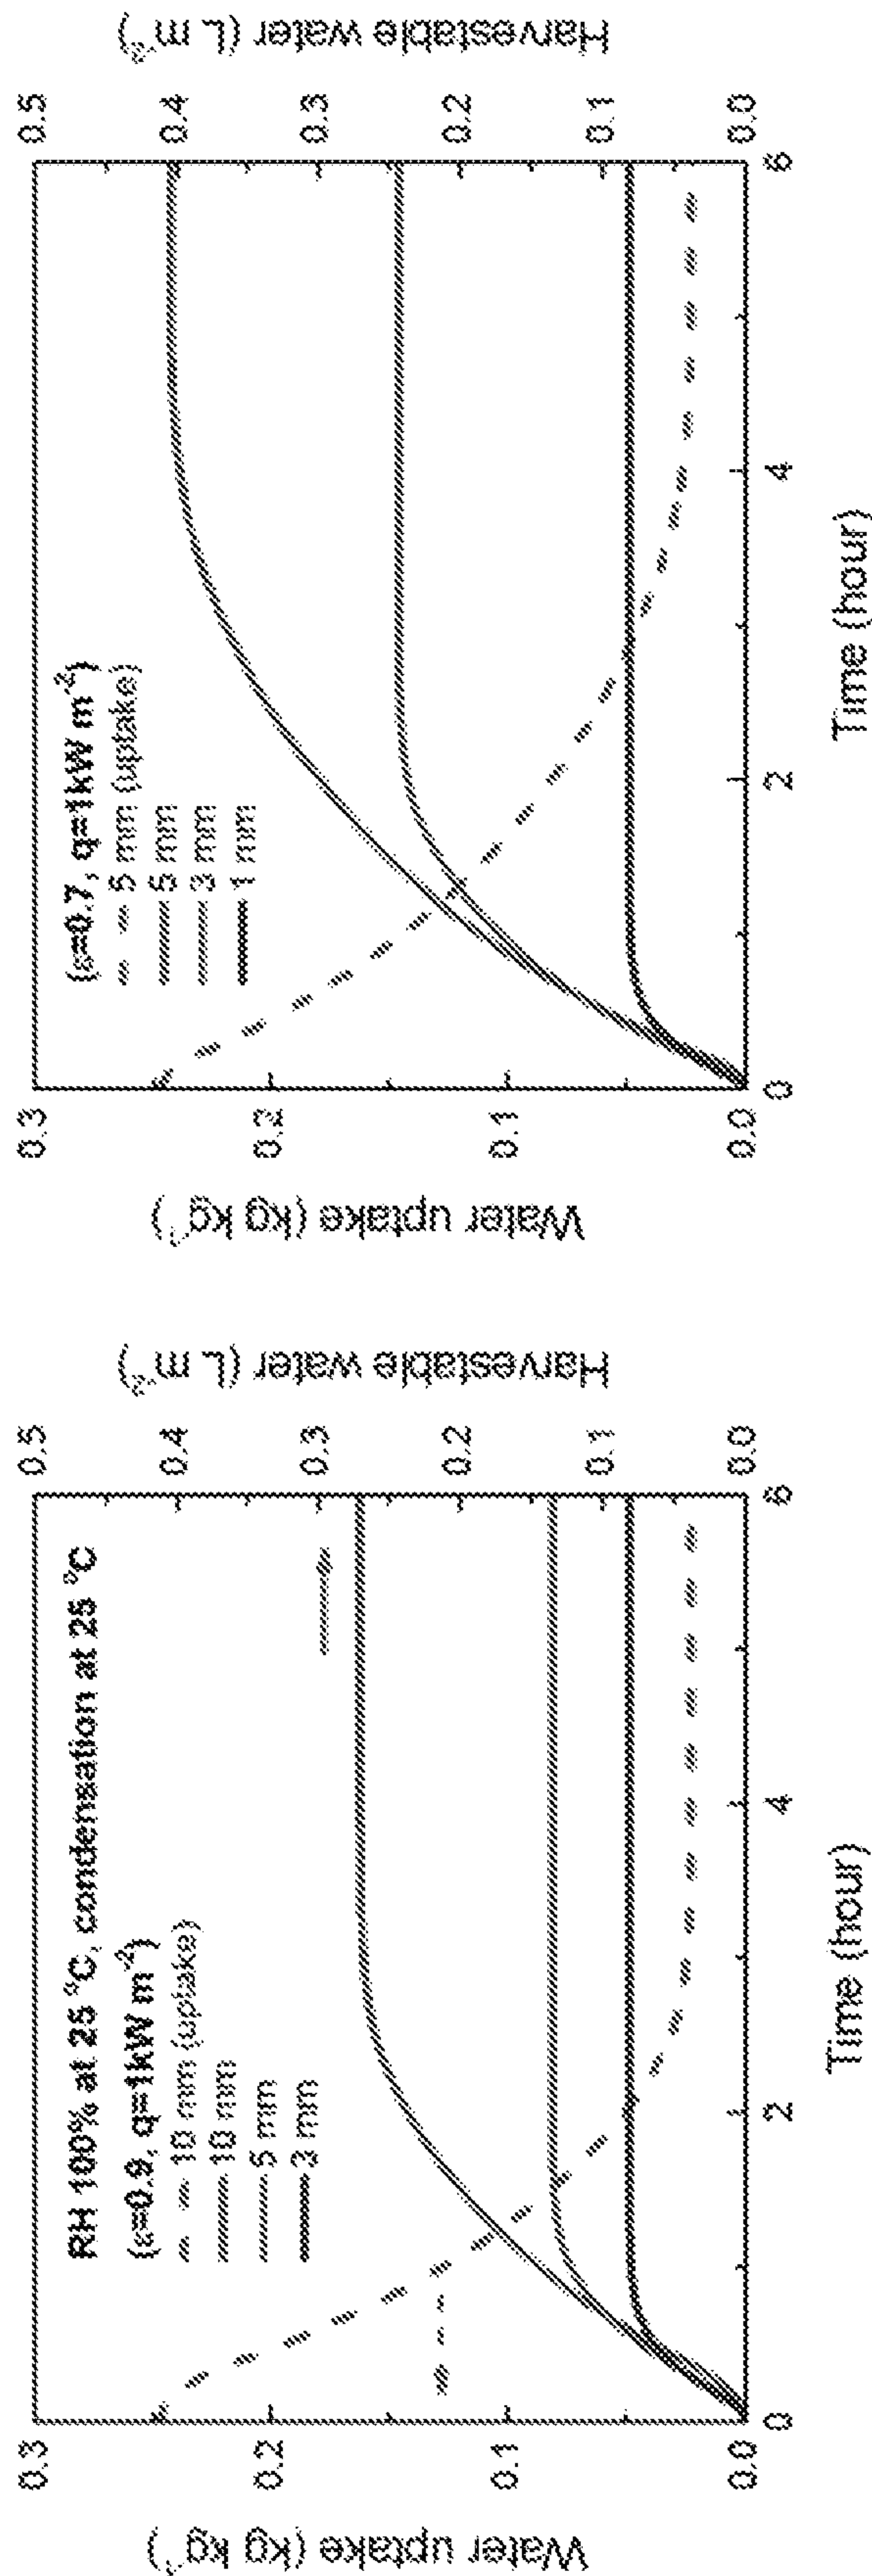 RH 100% at 25 °C, condensation at 25 °C
(ε=0.9, q=1kW m⁻²)
10 mm (uptake)
10 mm
5 mm
3 mm
Water uptake (kg kg⁻¹)
0.3
0.2
0.1
0.0
Harvestable water (L m⁻²)
0.5
0.4
0.3
0.2
0.1
0.0
0
2
4
6
Time (hour)
(ε=0.7, q=1kW m⁻²)
5 mm (uptake)
5 mm
3 mm
1 mm
Water uptake (kg kg⁻¹)
0.3
0.2
0.1
0.0
Harvestable water (L m⁻²)
0.5
0.4
0.3
0.2
0.1
0.0
0
2
4
6
Time (hour)